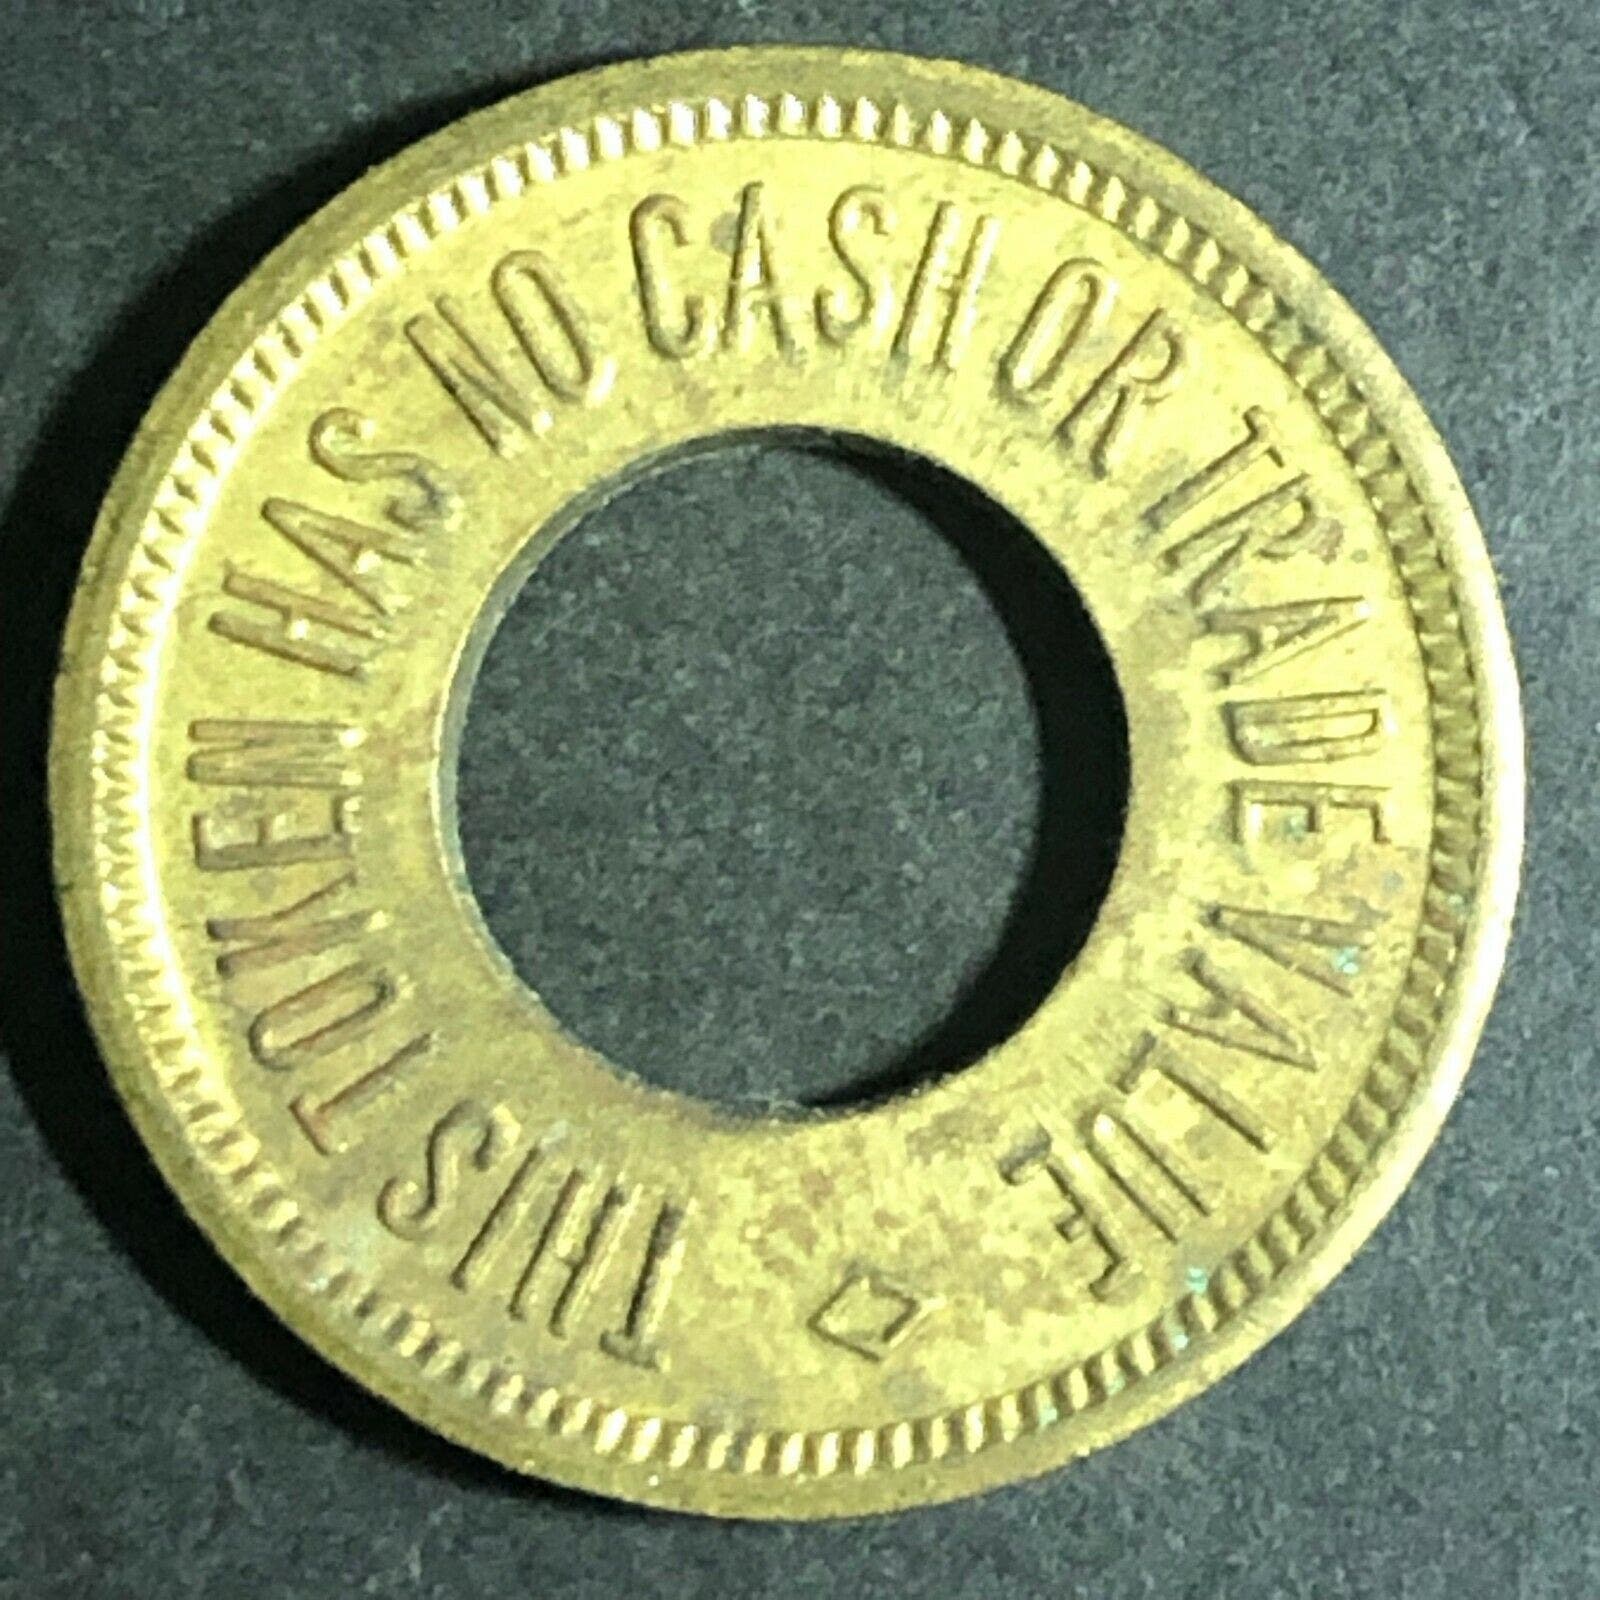 THIS TOKEN HAS NO CASH OR TRADE VALUE